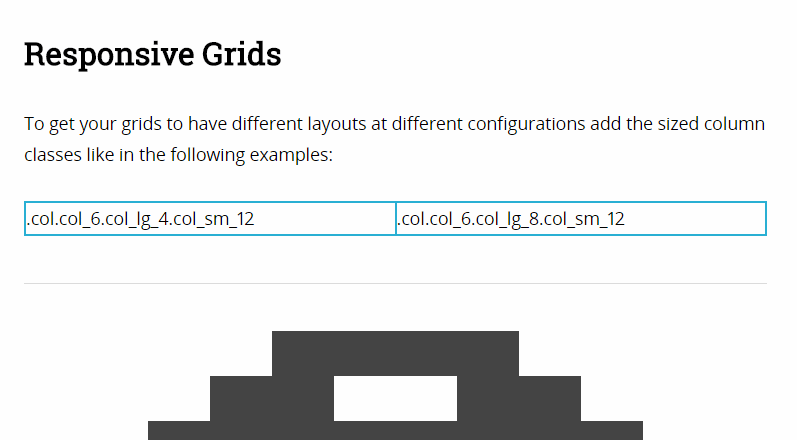 Responsive Grids
To get your grids to have different layouts at different configurations add the sized column
classes like in the following examples:
.col.col_6.col_lg_4.col_sm_12 .col.col_6.col_lg_8.col_sm_12